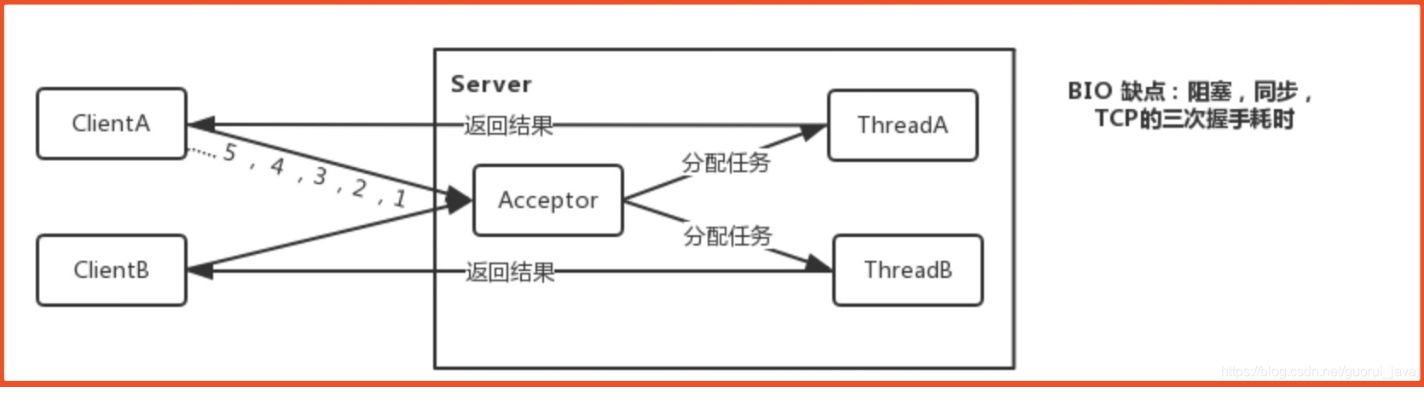 Server
BIO 缺点：阻塞，同步，
TCP的三次握手耗时
ClientA
返回结果
ThreadA
...... 5 , 4 , 3 , 2 , 1
分配任务
Acceptor
分配任务
ClientB
返回结果
ThreadB
https://blog.csdn.net/guorui_java